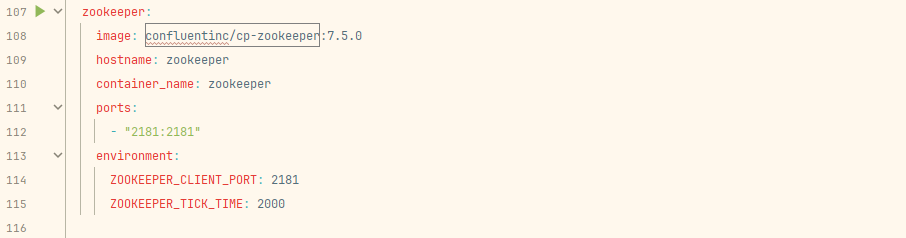 107 zookeeper:
108 image: confluentinc/cp-zookeeper:7.5.0
109 hostname: zookeeper
110 container_name: zookeeper
111 ports:
112 - "2181:2181"
113 environment:
114 ZOOKEEPER_CLIENT_PORT: 2181
115 ZOOKEEPER_TICK_TIME: 2000
116